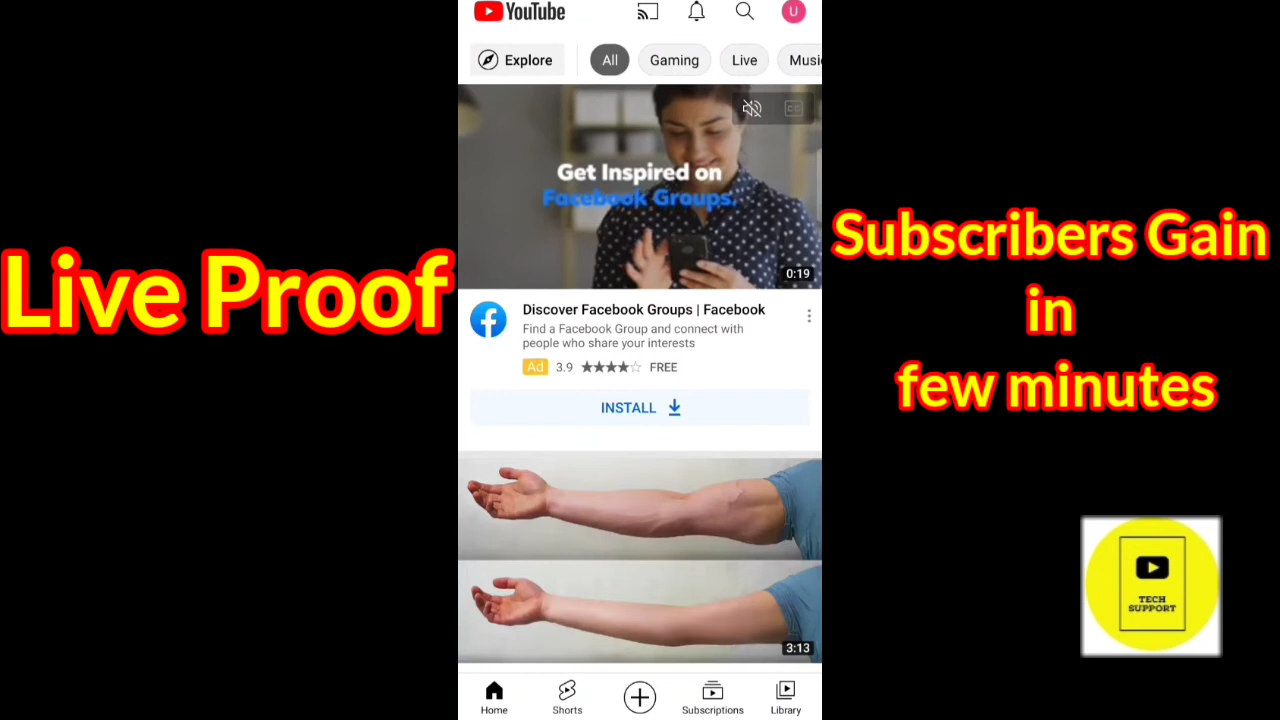 Live Proof
YouTube
U
Explore
All
Gaming
Live
Music
CC
Get Inspired on
Facebook Groups.
0:19
Discover Facebook Groups | Facebook
Find a Facebook Group and connect with
people who share your interests
Ad 3.9 ★★★★☆ FREE
INSTALL
3:13
Home
Shorts
Subscriptions
Library
Subscribers Gain
in
few minutes
TECH
SUPPORT